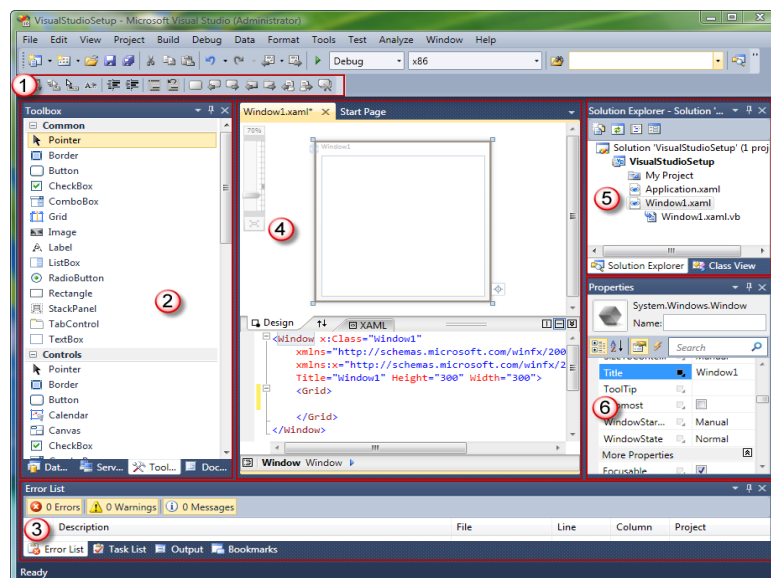 VisualStudioSetup - Microsoft Visual Studio (Administrator)
File Edit View Project Build Debug Data Format Tools Test Analyze Window Help
Debug x86
1
Toolbox
Common
Pointer
Border
Button
CheckBox
ComboBox
Grid
Image
Label
ListBox
RadioButton
Rectangle
StackPanel
TabControl
TextBox
Controls
Pointer
Border
Button
Calendar
Canvas
CheckBox
2
Dat... Serv... Tool... Doc...
Window1.xaml* Start Page
70%
Window1
4
Design XAML
<Window x:Class="Window1"
xmlns="http://schemas.microsoft.com/winfx/200
xmlns:x="http://schemas.microsoft.com/winfx/2
Title="Window1" Height="300" Width="300">
<Grid>
</Grid>
</Window>
Window Window
Solution Explorer - Solution '...
Solution 'VisualStudioSetup' (1 proj
VisualStudioSetup
My Project
Application.xaml
Window1.xaml
Window1.xaml.vb
5
Solution Explorer Class View
Properties
System.Windows.Window
Name:
Search
Title Window1
ToolTip
WindowStar... Manual
WindowState Normal
More Properties
Focusable
6
Error List
0 Errors 0 Warnings 0 Messages
Description File Line Column Project
3
Error List Task List Output Bookmarks
Ready